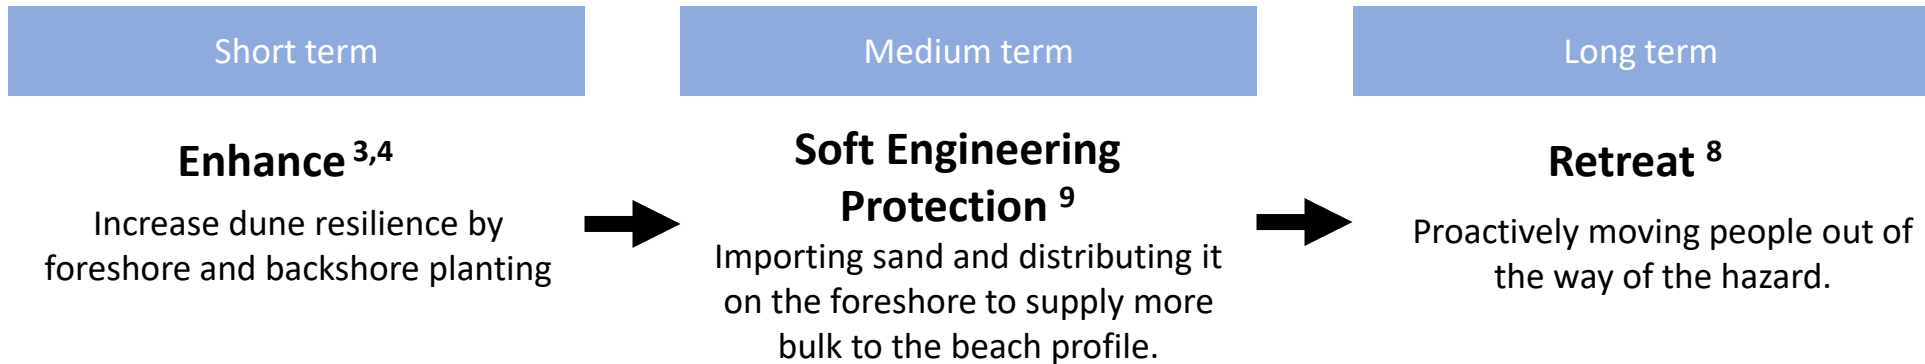 Short term
Enhance 3,4
Increase dune resilience by
foreshore and backshore planting
Medium term
Soft Engineering
Protection 9
Importing sand and distributing it
on the foreshore to supply more
bulk to the beach profile.
Long term
Retreat 8
Proactively moving people out of
the way of the hazard.